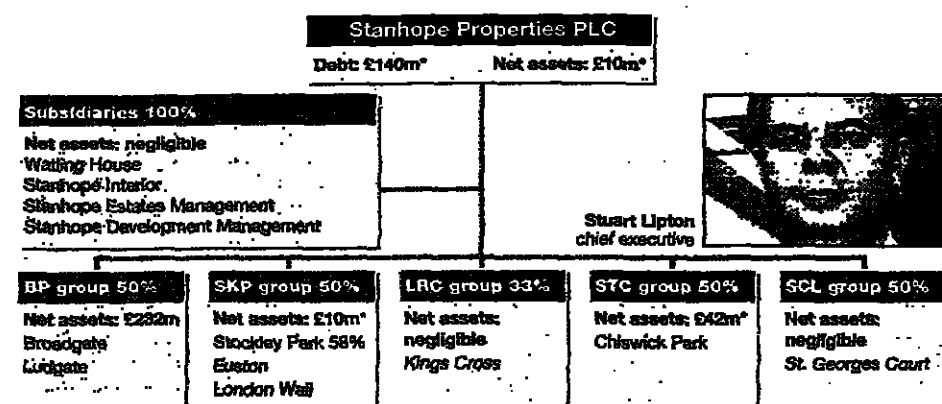 Stanhope Properties PLC
Debt: £140m*
Net assets: £10m*
Subsidiaries 100%
Net assets: negligible
Watling House
Stanhope Interior
Stanhope Estates Management
Stanhope Development Management
Stuart Lipton
chief executive
BP group 50%
Net assets: £232m
Broadgate
Ludgate
SKP group 50%
Net assets: £10m*
Stockley Park 58%
Euston
London Wall
LRC group 33%
Net assets:
negligible
Kings Cross
STC group 50%
Net assets: £42m*
Chiswick Park
SCL group 50%
Net assets:
negligible
St. Georges Court